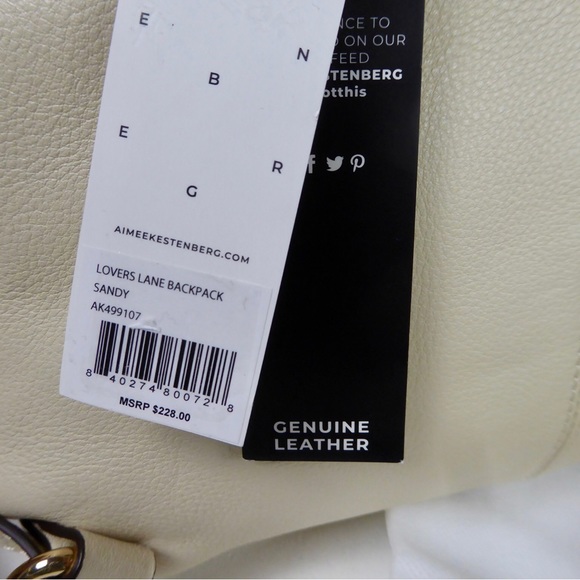 E
N
B
E
R
G
AIMEEKESTENBERG.COM
LOVERS LANE BACKPACK
SANDY
AK499107
8 40274 80072 8
MSRP $228.00
NCE TO
ON OUR
FEED
STENBERG
otthis
f
GENUINE
LEATHER